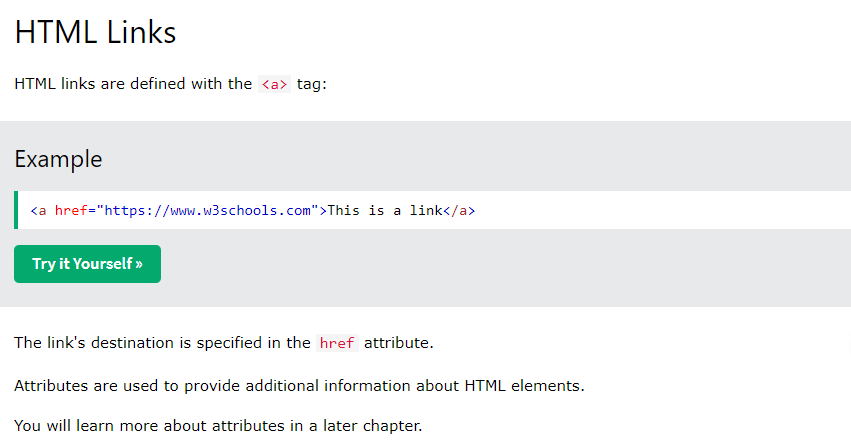 HTML Links
HTML links are defined with the <a> tag:
Example
<a href="https://www.w3schools.com">This is a link</a>
Try it Yourself »
The link's destination is specified in the href attribute.
Attributes are used to provide additional information about HTML elements.
You will learn more about attributes in a later chapter.